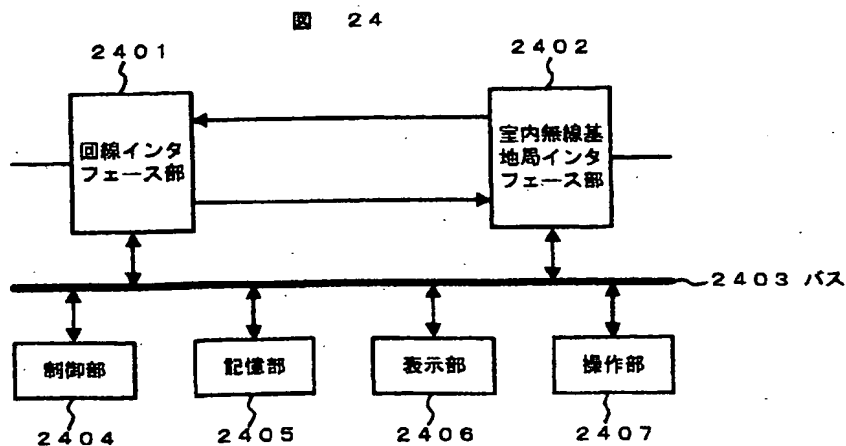 図 24
2401
2402
回線インタ
フェース部
室内無線基
地局インタ
フェース部
2403 バス
制御部
記憶部
表示部
操作部
2404
2405
2406
2407